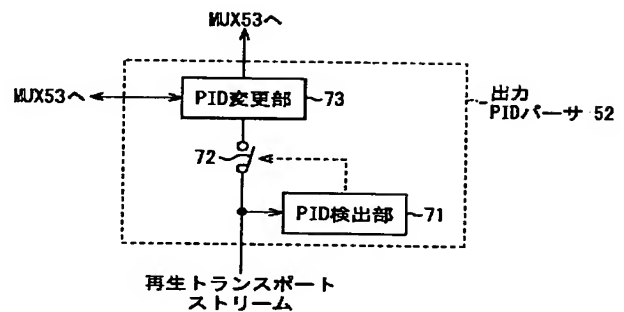 MUX53へ
MUX53へ
PID変更部
73
出力
PIDパーサ 52
72
PID検出部
71
再生トランスポート
ストリーム